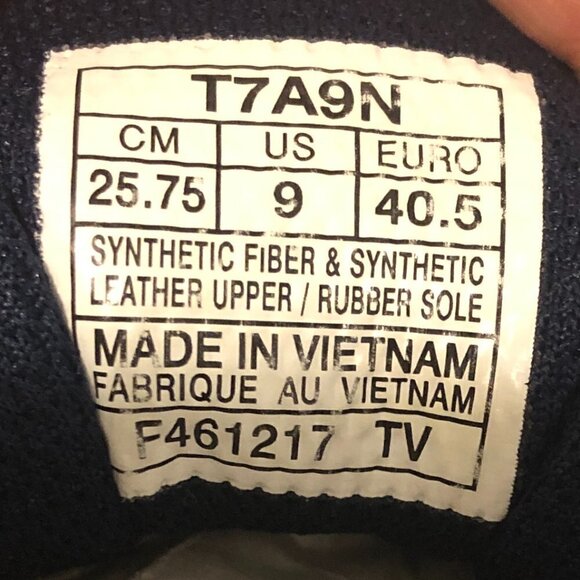 T7A9N
CM US EURO
25.75 9 40.5
SYNTHETIC FIBER & SYNTHETIC
LEATHER UPPER / RUBBER SOLE
MADE IN VIETNAM
FABRIQUE AU VIETNAM
F461217 TV